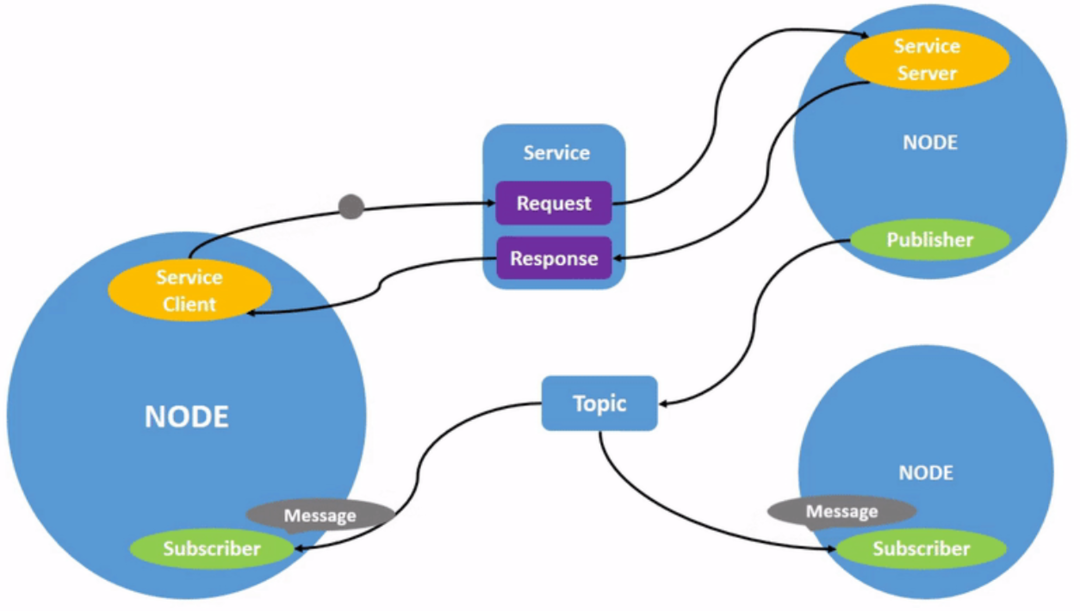 Service
Server
NODE
Publisher
Service
Request
Response
Service
Client
NODE
Message
Subscriber
Topic
NODE
Message
Subscriber